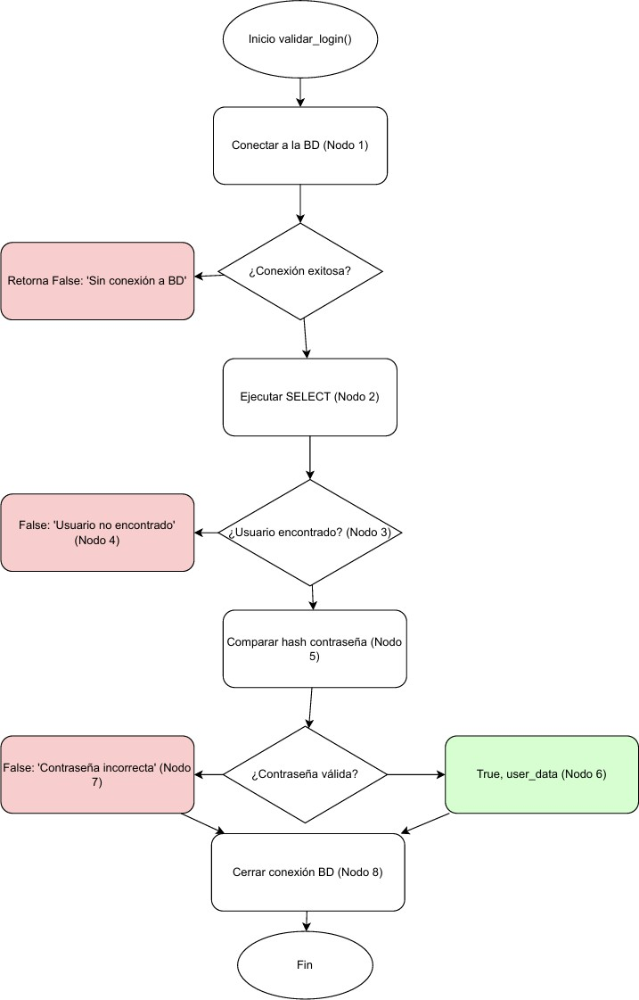 Inicio validar_login()
Conectar a la BD (Nodo 1)
¿Conexión exitosa?
Retorna False: 'Sin conexión a BD'
Ejecutar SELECT (Nodo 2)
¿Usuario encontrado? (Nodo 3)
False: 'Usuario no encontrado'
(Nodo 4)
Comparar hash contraseña (Nodo
5)
False: 'Contraseña incorrecta' (Nodo
7)
¿Contraseña válida?
True, user_data (Nodo 6)
Cerrar conexión BD (Nodo 8)
Fin